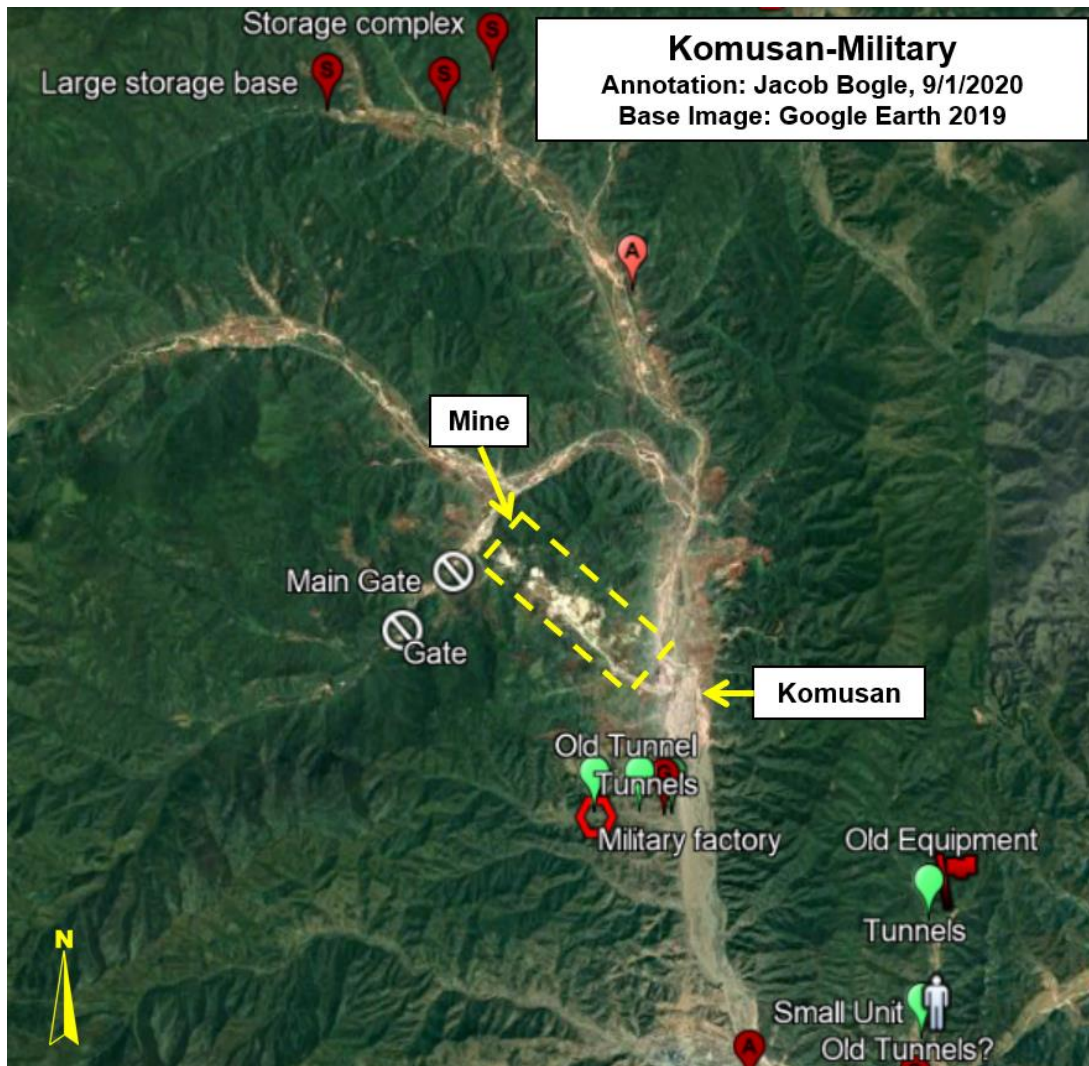 Storage complex
S
Komusan-Military
Annotation: Jacob Bogle, 9/1/2020
Base Image: Google Earth 2019
Large storage base
S
S
A
Mine
Main Gate
Gate
Komusan
Old Tunnel
Tunnels
Military factory
Old Equipment
Tunnels
N
Small Unit
Old Tunnels?
A